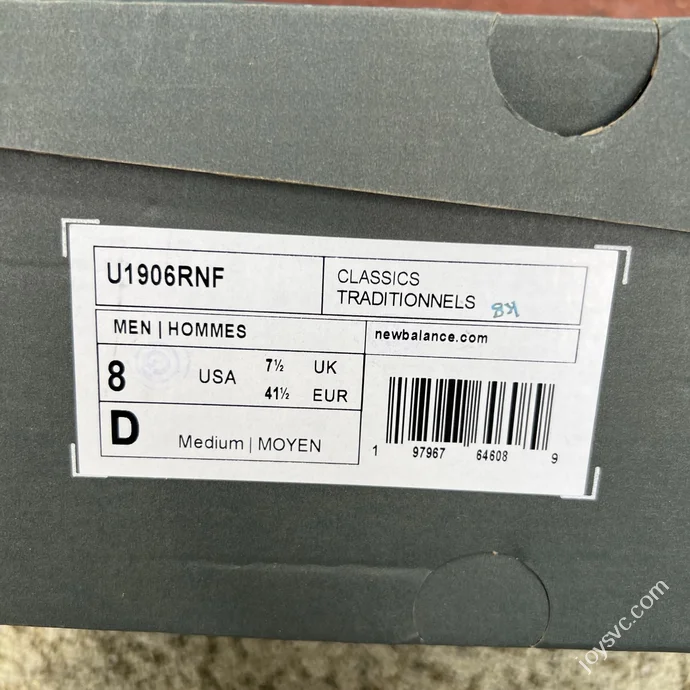 U1906RNF
CLASSICS
TRADITIONNELS
8K
MEN | HOMMES
newbalance.com
8 USA 7½ UK
41½ EUR
D Medium | MOYEN
1 97967 64608 9
joysvc.com